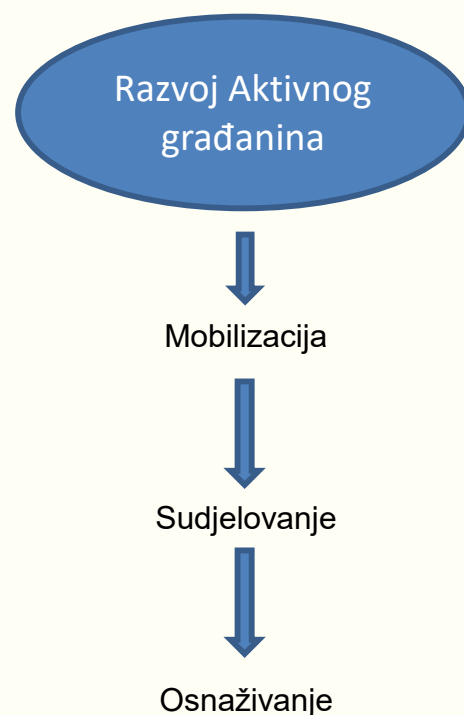 Razvoj Aktivnog
građanina
Mobilizacija
Sudjelovanje
Osnaživanje